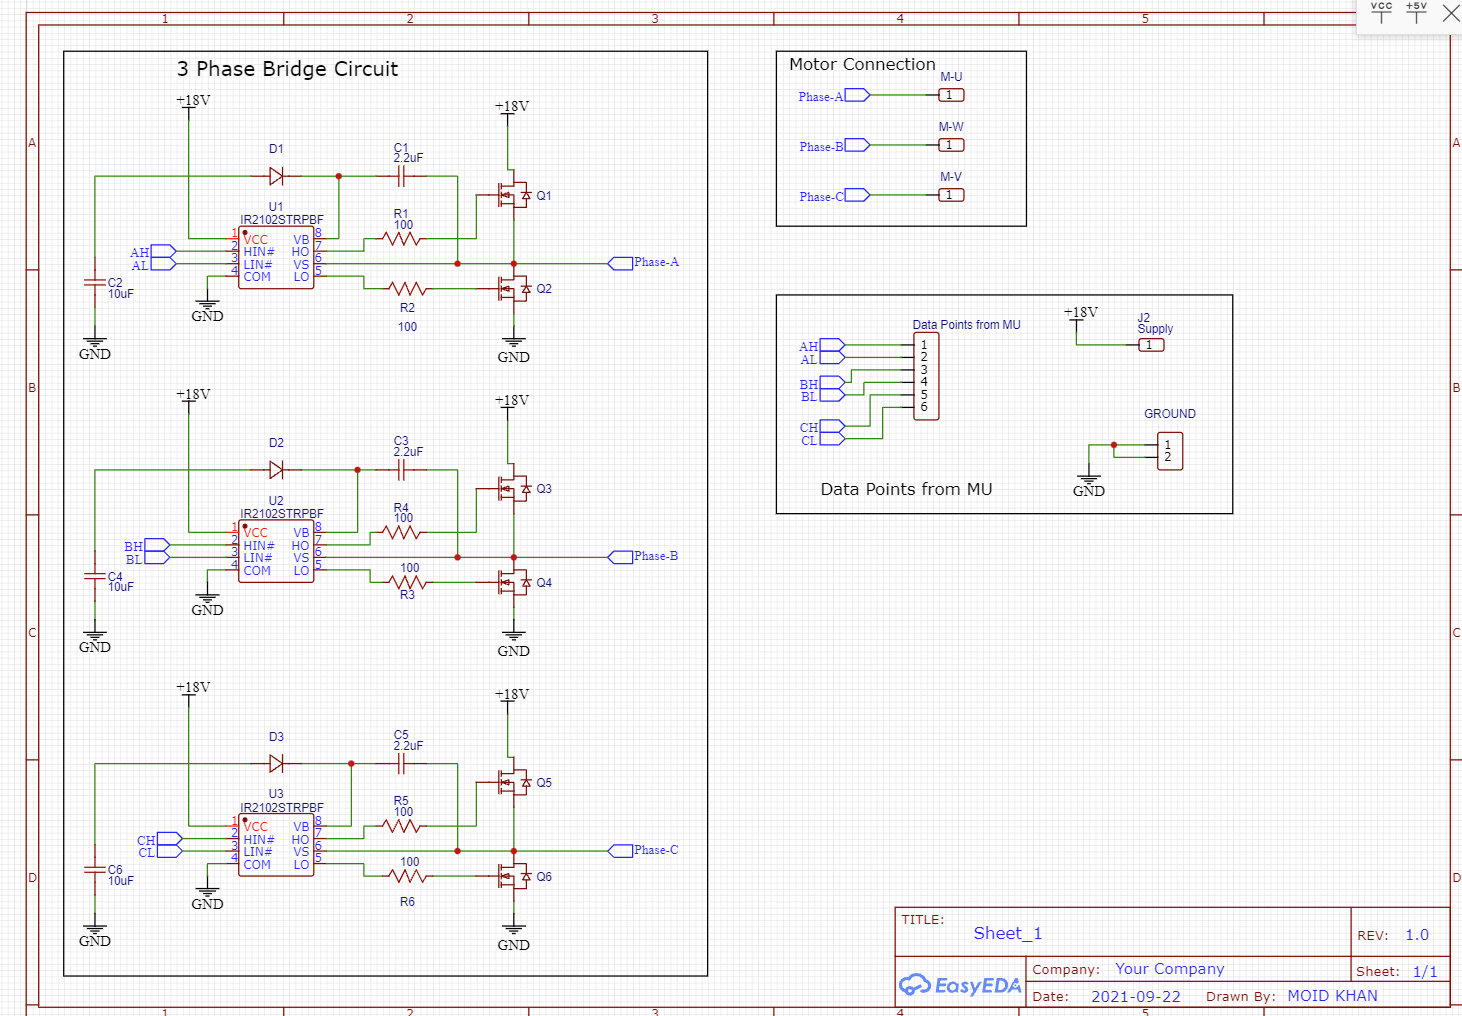 VCC +5V
1 2 3 4 5
A
B
C
D
A
B
C
D
3 Phase Bridge Circuit
+18V
+18V
D1
C1
2.2uF
Q1
U1
IR2102STRPBF
R1
100
1 VCC VB 8
2 HIN# HO 7
3 LIN# VS 6
4 COM LO 5
AH
AL
Phase-A
C2
10uF
Q2
R2
100
GND
GND
GND
+18V
+18V
D2
C3
2.2uF
Q3
U2
IR2102STRPBF
R4
100
1 VCC VB 8
2 HIN# HO 7
3 LIN# VS 6
4 COM LO 5
BH
BL
Phase-B
C4
10uF
100
R3
Q4
GND
GND
GND
+18V
+18V
D3
C5
2.2uF
Q5
U3
IR2102STRPBF
R5
100
1 VCC VB 8
2 HIN# HO 7
3 LIN# VS 6
4 COM LO 5
CH
CL
Phase-C
C6
10uF
100
R6
Q6
GND
GND
GND
Motor Connection
M-U
Phase-A 1
M-W
Phase-B 1
M-V
Phase-C 1
Data Points from MU
AH 1
AL 2
BH 3
BL 4
CH 5
CL 6
+18V
J2
Supply
1
GROUND
1
2
GND
Data Points from MU
TITLE:
Sheet_1
REV: 1.0
EasyEDA
Company: Your Company
Sheet: 1/1
Date: 2021-09-22 Drawn By: MOID KHAN
1 2 3 4 5